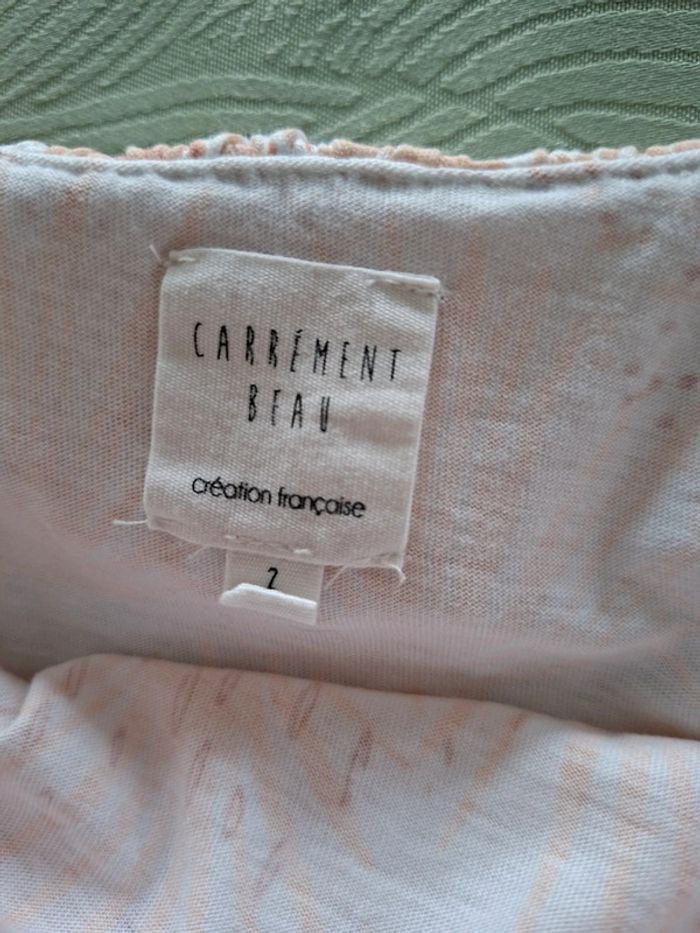 CARRÉMENT
BEAU
création française
2